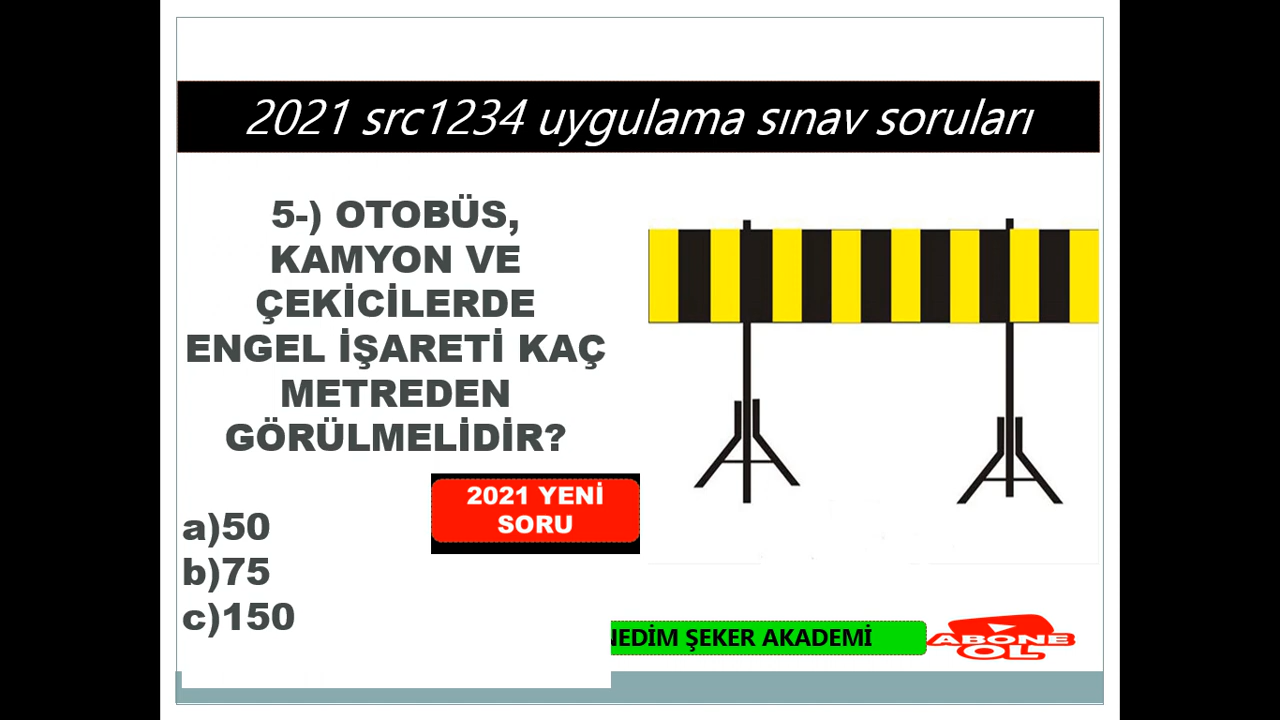 2021 src1234 uygulama sınav soruları
5-) OTOBÜS,
KAMYON VE
ÇEKİCİLERDE
ENGEL İŞARETİ KAÇ
METREDEN
GÖRÜLMELİDİR?
2021 YENİ
SORU
a)50
b)75
c)150
NEDİM ŞEKER AKADEMİ
ABONE
OL